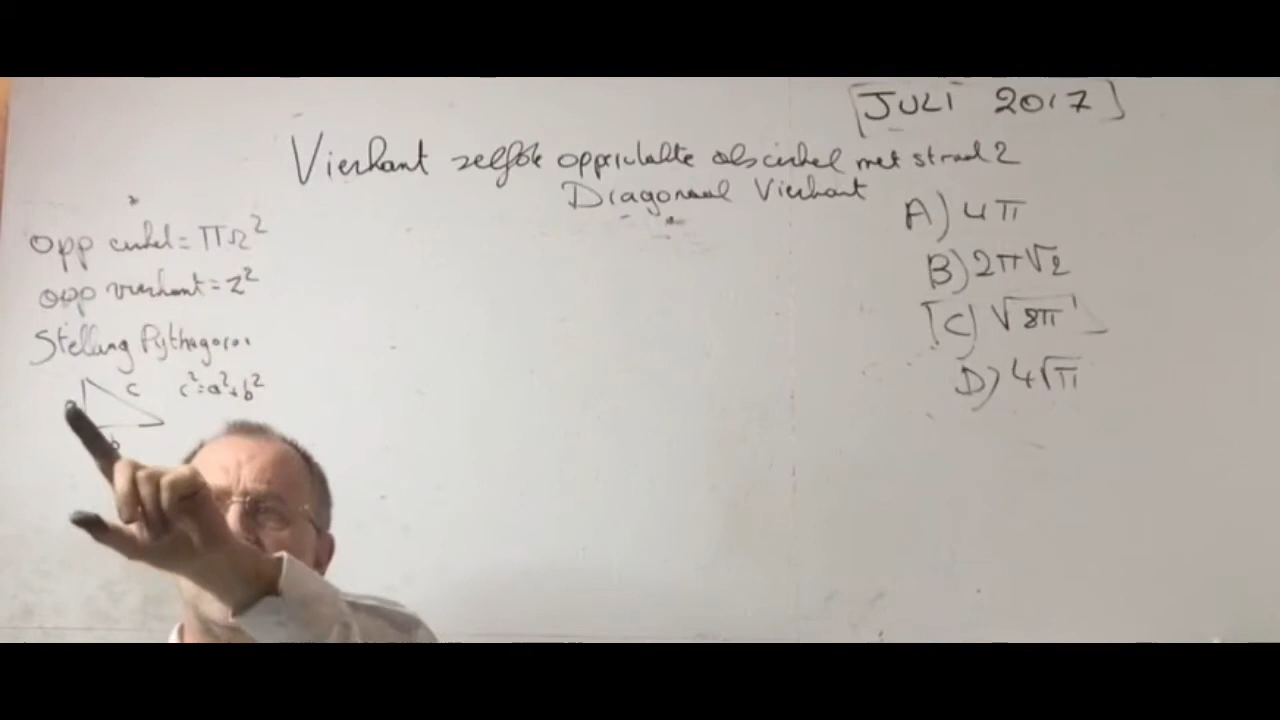 [JULI 2017]
Vierkant zelfde oppervlakte als cirkel met straal 2
Diagonaal Vierkant
A) 4π
B) 2π√2
[C] √8π
D) 4√π
Opp cirkel = πr²
Opp vierkant = z²
Stelling Pythagoras
c c² = a² + b²
b